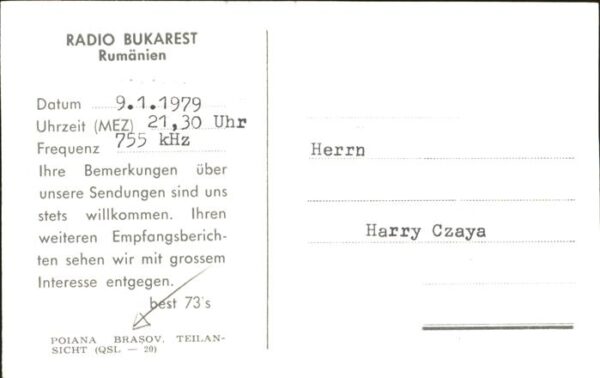 RADIO BUKAREST
Rumänien
Datum 9.1.1979
Uhrzeit (MEZ) 21,30 Uhr
Frequenz 755 kHz
Ihre Bemerkungen über
unsere Sendungen sind uns
stets willkommen. Ihren
weiteren Empfangsberich-
ten sehen wir mit grossem
Interesse entgegen.
best 73's
POIANA BRAŞOV, TEILAN-
SICHT (QSL — 20)
Herrn
Harry Czaya